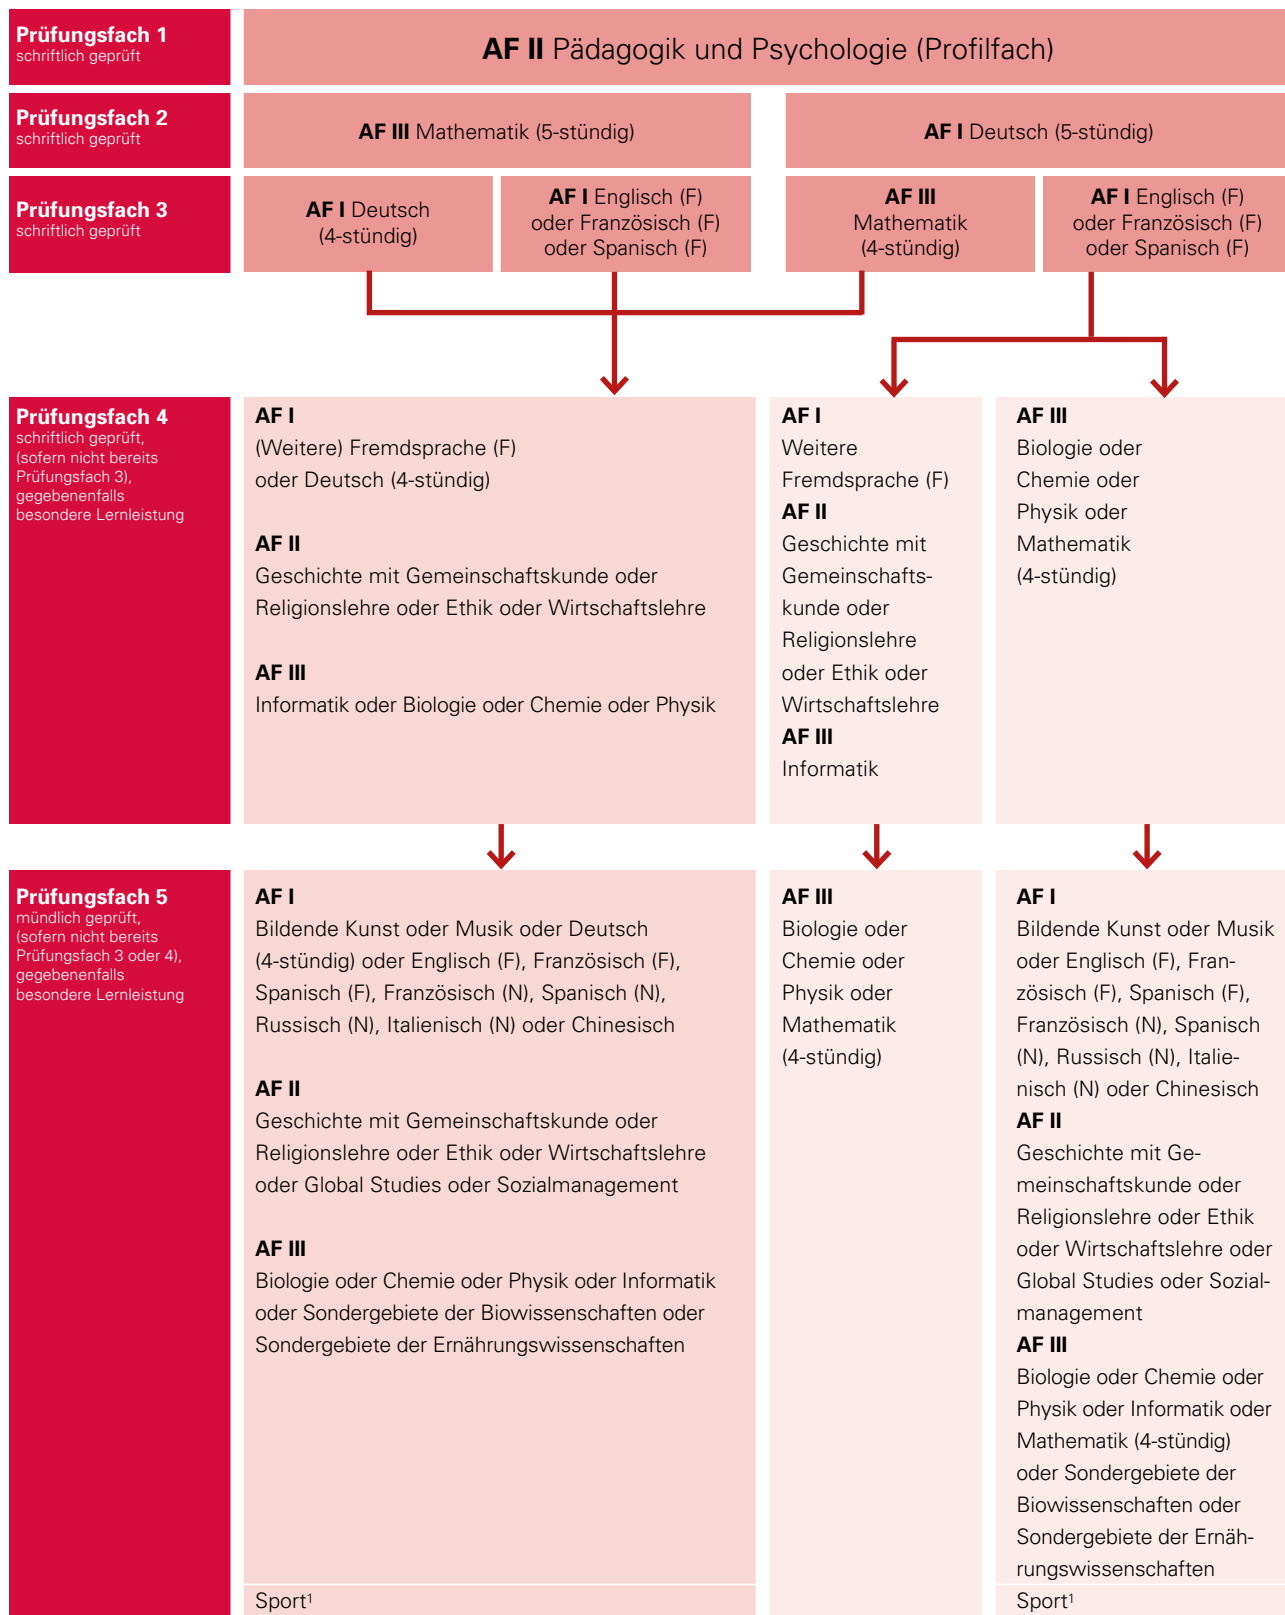 Prüfungsfach 1
schriftlich geprüft
AF II Pädagogik und Psychologie (Profilfach)
Prüfungsfach 2
schriftlich geprüft
AF III Mathematik (5-stündig)
AF I Deutsch (5-stündig)
Prüfungsfach 3
schriftlich geprüft
AF I Deutsch
(4-stündig)
AF I Englisch (F)
oder Französisch (F)
oder Spanisch (F)
AF III
Mathematik
(4-stündig)
AF I Englisch (F)
oder Französisch (F)
oder Spanisch (F)
Prüfungsfach 4
schriftlich geprüft,
(sofern nicht bereits
Prüfungsfach 3),
gegebenenfalls
besondere Lernleistung
AF I
(Weitere) Fremdsprache (F)
oder Deutsch (4-stündig)
AF II
Geschichte mit Gemeinschaftskunde oder
Religionslehre oder Ethik oder Wirtschaftslehre
AF III
Informatik oder Biologie oder Chemie oder Physik
AF I
Weitere
Fremdsprache (F)
AF II
Geschichte mit
Gemeinschafts-
kunde oder
Religionslehre
oder Ethik oder
Wirtschaftslehre
AF III
Informatik
AF III
Biologie oder
Chemie oder
Physik oder
Mathematik
(4-stündig)
Prüfungsfach 5
mündlich geprüft,
(sofern nicht bereits
Prüfungsfach 3 oder 4),
gegebenenfalls
besondere Lernleistung
AF I
Bildende Kunst oder Musik oder Deutsch
(4-stündig) oder Englisch (F), Französisch (F),
Spanisch (F), Französisch (N), Spanisch (N),
Russisch (N), Italienisch (N) oder Chinesisch
AF II
Geschichte mit Gemeinschaftskunde oder
Religionslehre oder Ethik oder Wirtschaftslehre
oder Global Studies oder Sozialmanagement
AF III
Biologie oder Chemie oder Physik oder Informatik
oder Sondergebiete der Biowissenschaften oder
Sondergebiete der Ernährungswissenschaften
Sport¹
AF III
Biologie oder
Chemie oder
Physik oder
Mathematik
(4-stündig)
AF I
Bildende Kunst oder Musik
oder Englisch (F), Fran-
zösisch (F), Spanisch (F),
Französisch (N), Spanisch
(N), Russisch (N), Italie-
nisch (N) oder Chinesisch
AF II
Geschichte mit Ge-
meinschaftskunde oder
Religionslehre oder Ethik
oder Wirtschaftslehre oder
Global Studies oder Sozial-
management
AF III
Biologie oder Chemie oder
Physik oder Informatik oder
Mathematik (4-stündig)
oder Sondergebiete der
Biowissenschaften oder
Sondergebiete der Ernäh-
rungswissenschaften
Sport¹